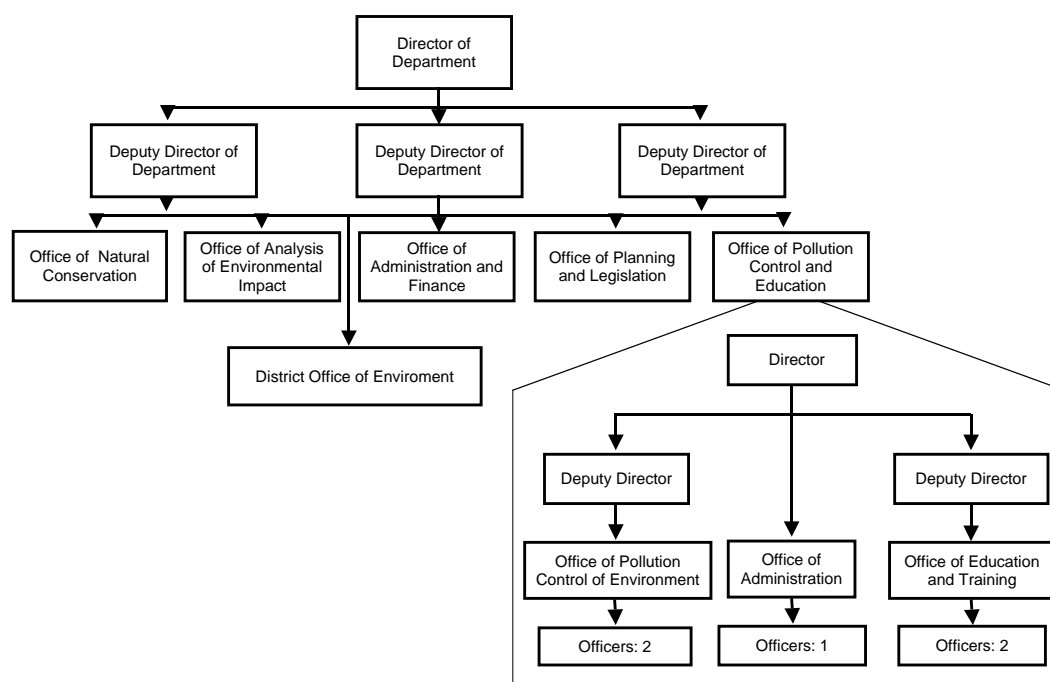 Director of
Department
Deputy Director of
Department
Deputy Director of
Department
Deputy Director of
Department
Office of Natural
Conservation
Office of Analysis
of Environmental
Impact
Office of
Administration and
Finance
Office of Planning
and Legislation
Office of Pollution
Control and
Education
District Office of Enviroment
Director
Deputy Director
Deputy Director
Office of Pollution
Control of Environment
Office of
Administration
Office of Education
and Training
Officers: 2
Officers: 1
Officers: 2